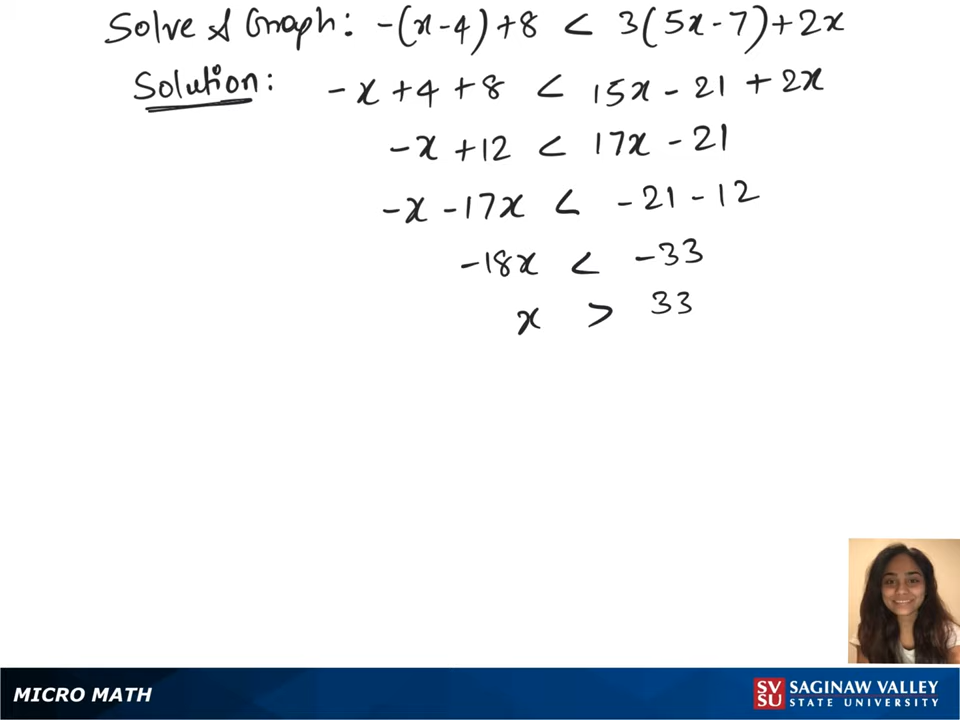 Solve & Graph: -(x-4)+8 < 3(5x-7)+2x
Solution: -x+4+8 < 15x-21+2x
-x+12 < 17x-21
-x-17x < -21-12
-18x < -33
x > 33
MICRO MATH
SV SU SAGINAW VALLEY
STATE UNIVERSITY